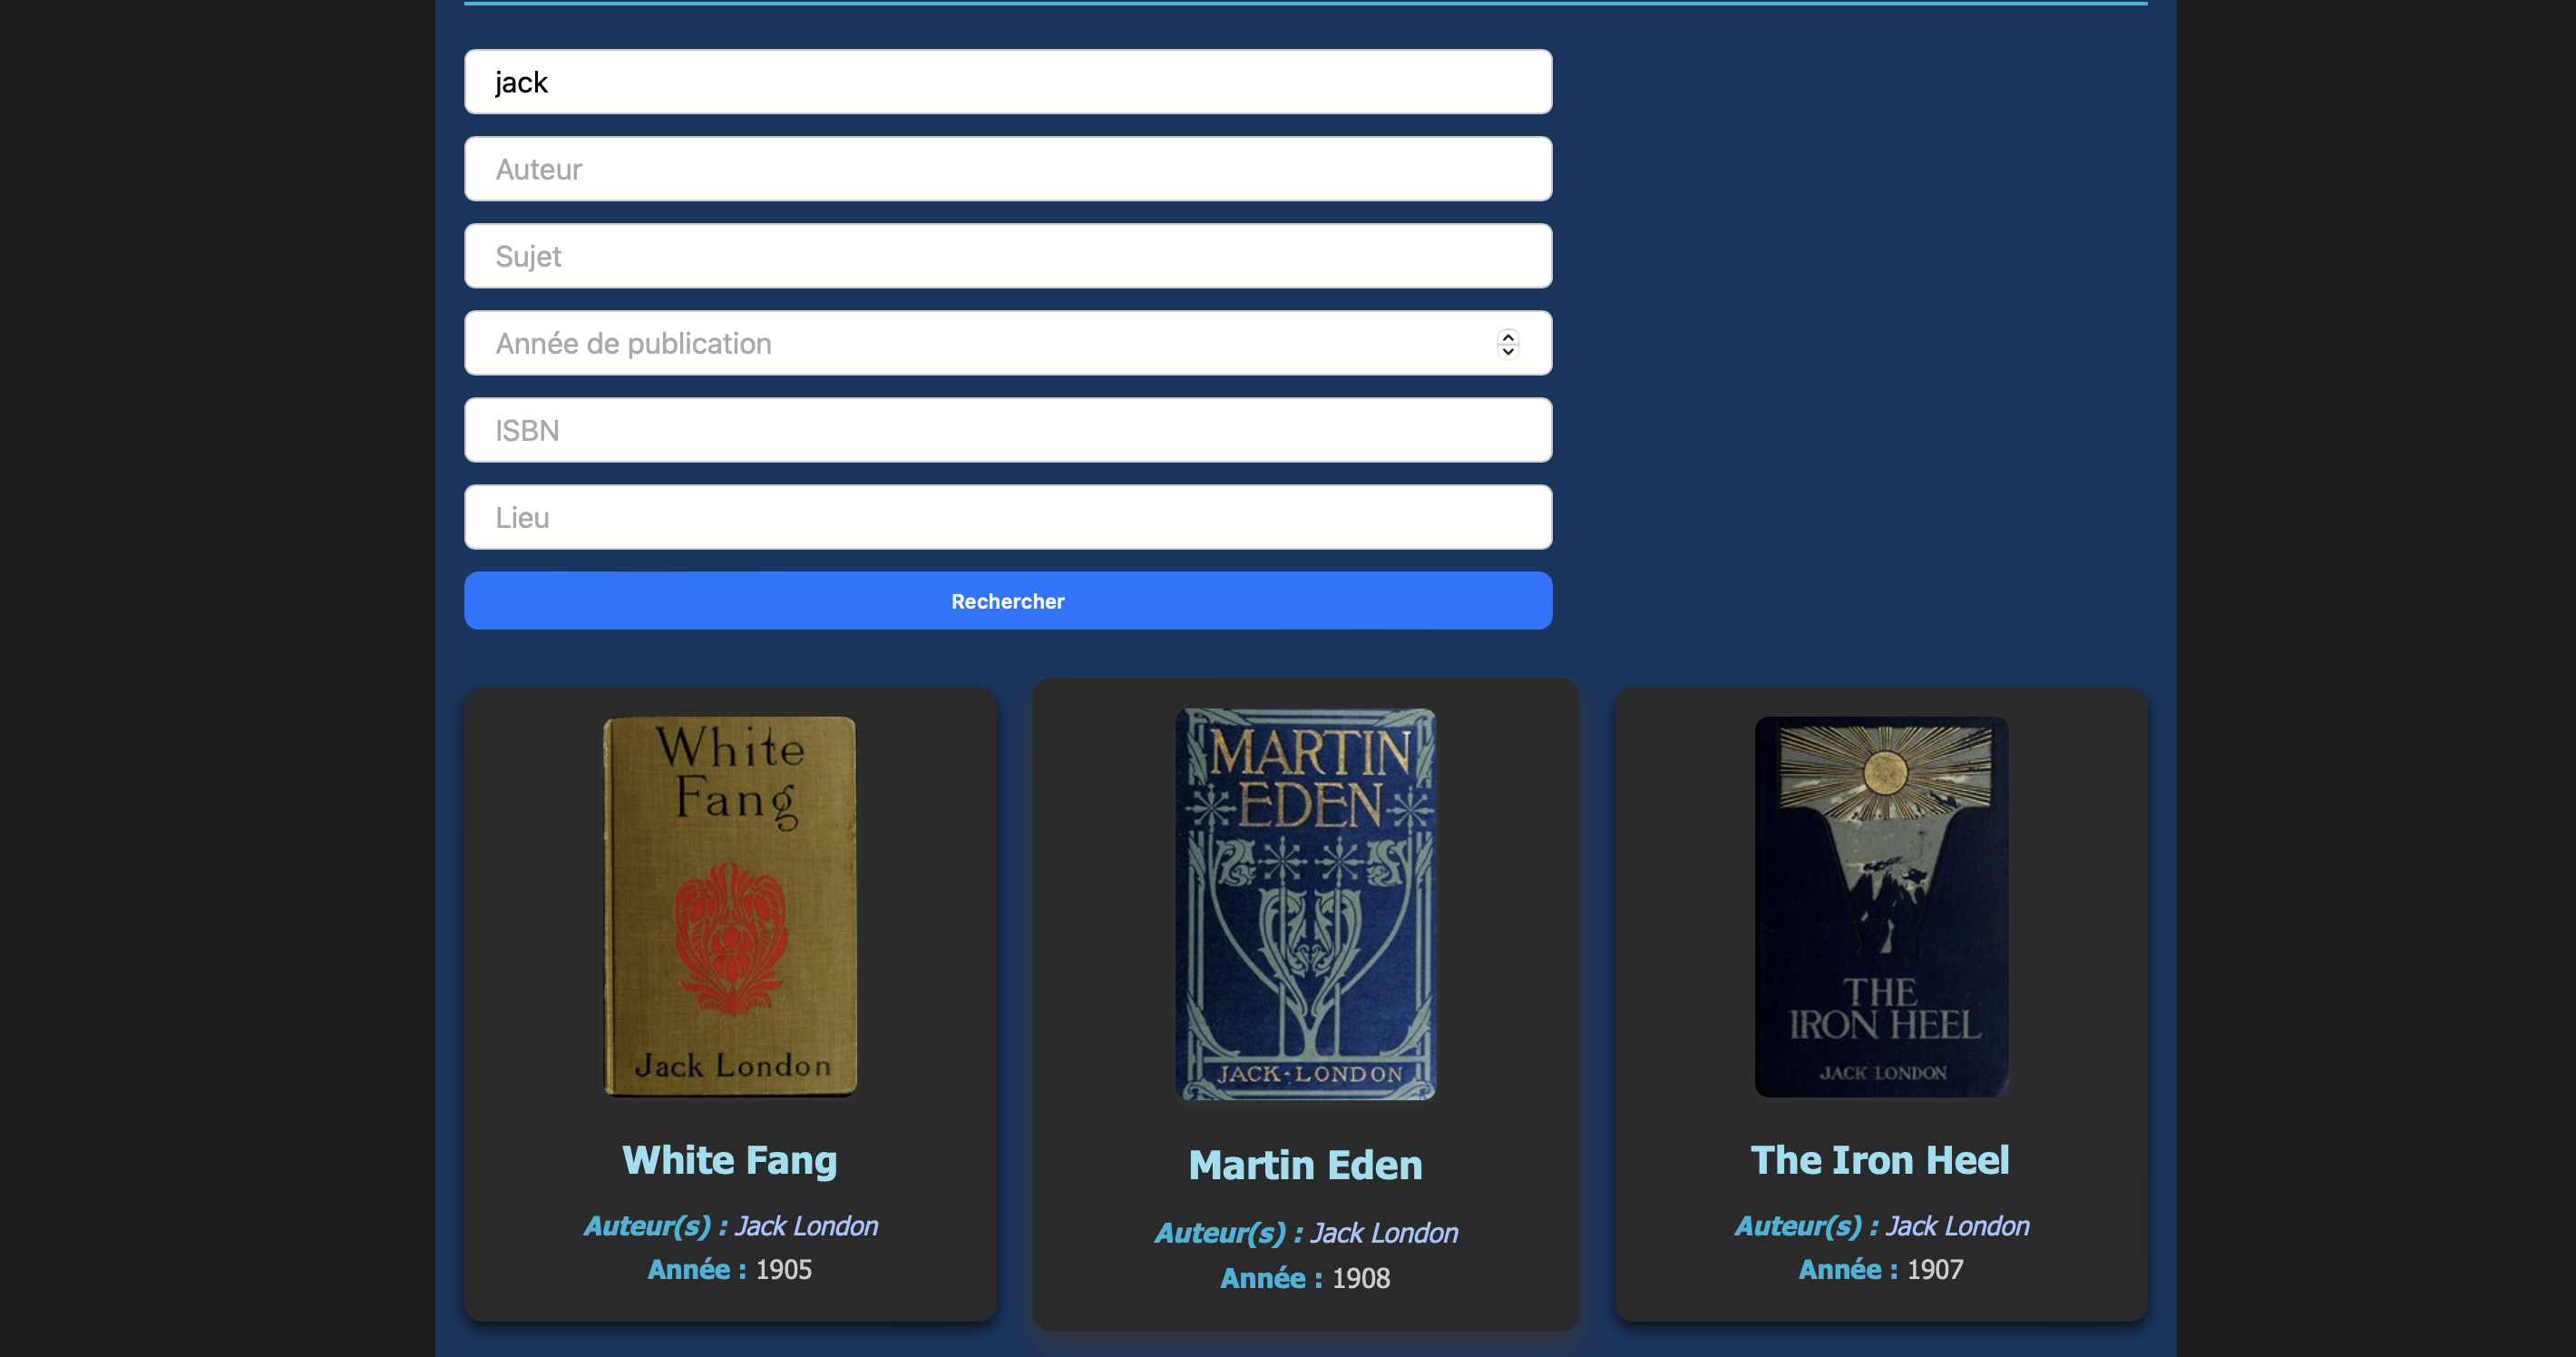 jack
Auteur
Sujet
Année de publication
ISBN
Lieu
Rechercher
White
Fang
Jack London
White Fang
Auteur(s) : Jack London
Année : 1905
MARTIN
EDEN
JACK·LONDON
Martin Eden
Auteur(s) : Jack London
Année : 1908
THE
IRON HEEL
JACK LONDON
The Iron Heel
Auteur(s) : Jack London
Année : 1907